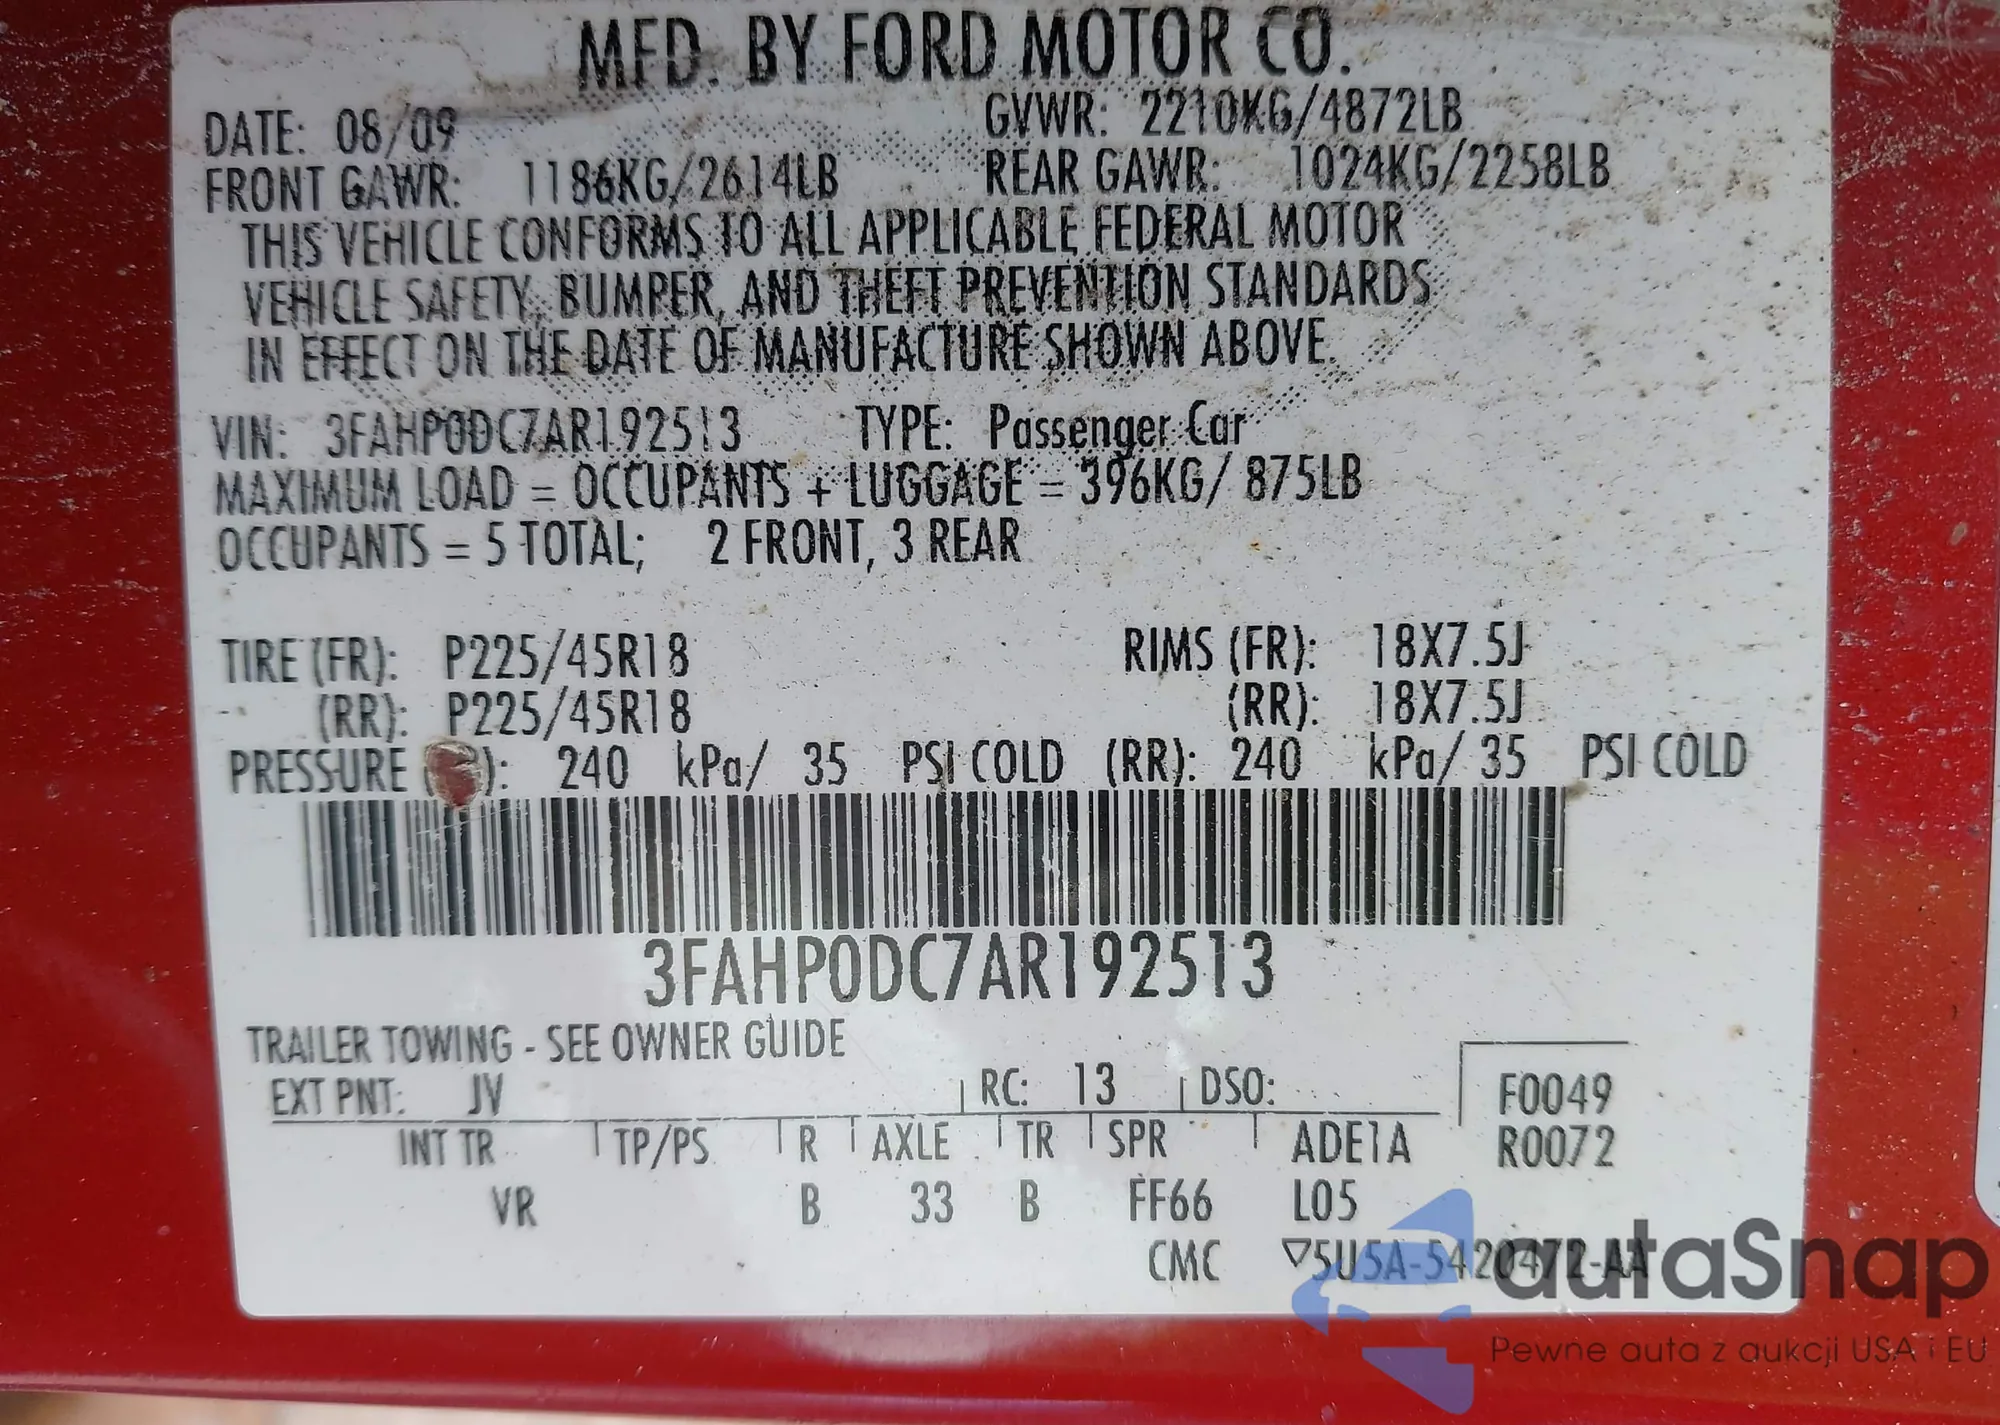 MFD. BY FORD MOTOR CO.
DATE: 08/09 GVWR: 2210KG/4872LB
FRONT GAWR: 1186KG/2614LB REAR GAWR: 1024KG/2258LB
THIS VEHICLE CONFORMS TO ALL APPLICABLE FEDERAL MOTOR
VEHICLE SAFETY, BUMPER, AND THEFT PREVENTION STANDARDS
IN EFFECT ON THE DATE OF MANUFACTURE SHOWN ABOVE.
VIN: 3FAHP0DC7AR192513 TYPE: Passenger Car
MAXIMUM LOAD = OCCUPANTS + LUGGAGE = 396KG/ 875LB
OCCUPANTS = 5 TOTAL; 2 FRONT, 3 REAR
TIRE (FR): P225/45R18 RIMS (FR): 18X7.5J
(RR): P225/45R18 (RR): 18X7.5J
PRESSURE ( ): 240 kPa/ 35 PSI COLD (RR): 240 kPa/ 35 PSI COLD
3FAHP0DC7AR192513
TRAILER TOWING - SEE OWNER GUIDE
EXT PNT: JV RC: 13 DSO: F0049
INT TR TP/PS R AXLE TR SPR ADE1A R0072
VR B 33 B FF66 L05
CMC ▽5U5A-5420472-AA
autaSnap
Pewne auta z aukcji USA i EU